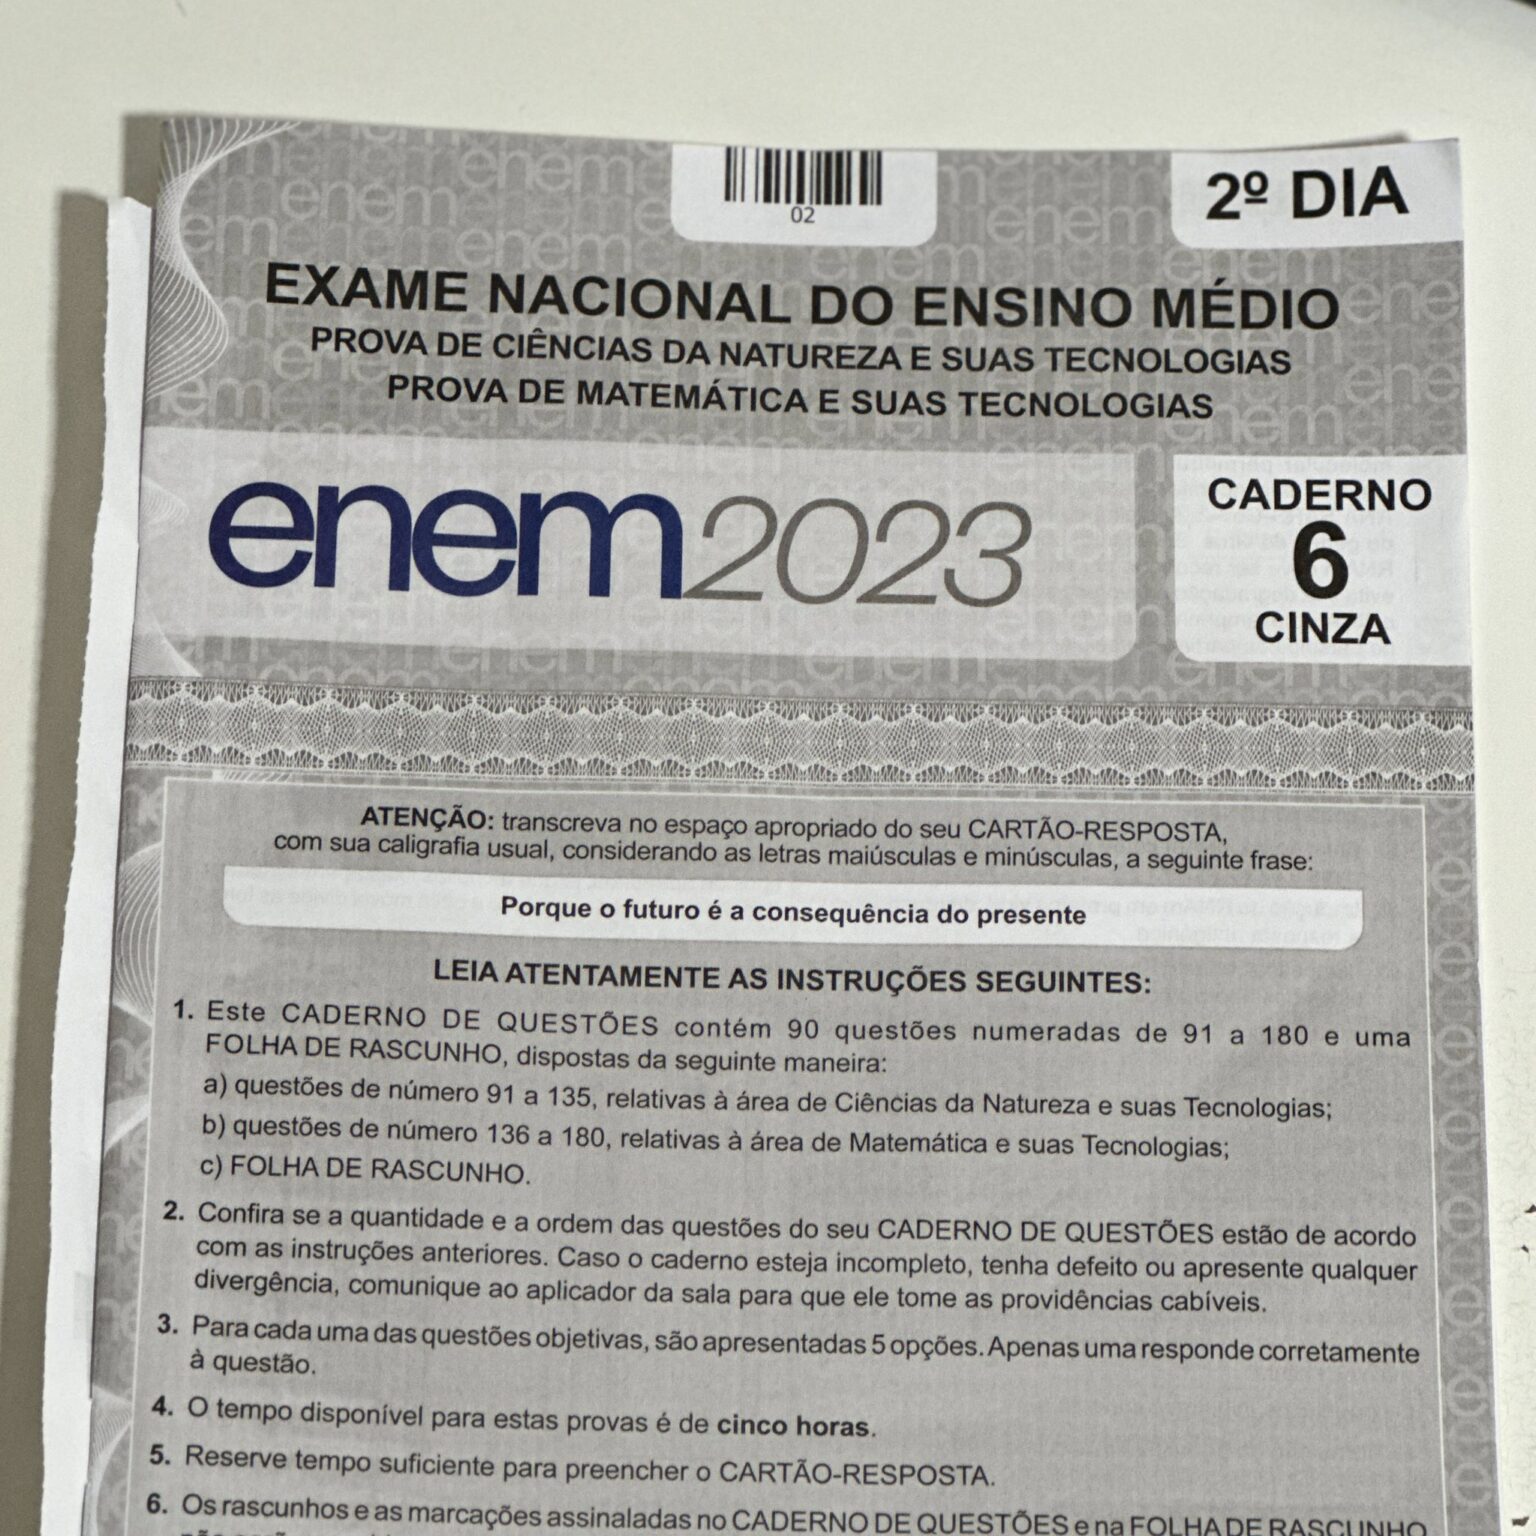 02
2º DIA
EXAME NACIONAL DO ENSINO MÉDIO
PROVA DE CIÊNCIAS DA NATUREZA E SUAS TECNOLOGIAS
PROVA DE MATEMÁTICA E SUAS TECNOLOGIAS
enem2023
CADERNO
6
CINZA
ATENÇÃO: transcreva no espaço apropriado do seu CARTÃO-RESPOSTA,
com sua caligrafia usual, considerando as letras maiúsculas e minúsculas, a seguinte frase:
Porque o futuro é a consequência do presente
LEIA ATENTAMENTE AS INSTRUÇÕES SEGUINTES:
1. Este CADERNO DE QUESTÕES contém 90 questões numeradas de 91 a 180 e uma
FOLHA DE RASCUNHO, dispostas da seguinte maneira:
a) questões de número 91 a 135, relativas à área de Ciências da Natureza e suas Tecnologias;
b) questões de número 136 a 180, relativas à área de Matemática e suas Tecnologias;
c) FOLHA DE RASCUNHO.
2. Confira se a quantidade e a ordem das questões do seu CADERNO DE QUESTÕES estão de acordo
com as instruções anteriores. Caso o caderno esteja incompleto, tenha defeito ou apresente qualquer
divergência, comunique ao aplicador da sala para que ele tome as providências cabíveis.
3. Para cada uma das questões objetivas, são apresentadas 5 opções. Apenas uma responde corretamente
à questão.
4. O tempo disponível para estas provas é de cinco horas.
5. Reserve tempo suficiente para preencher o CARTÃO-RESPOSTA.
6. Os rascunhos e as marcações assinaladas no CADERNO DE QUESTÕES e na FOLHA DE RASCUNHO